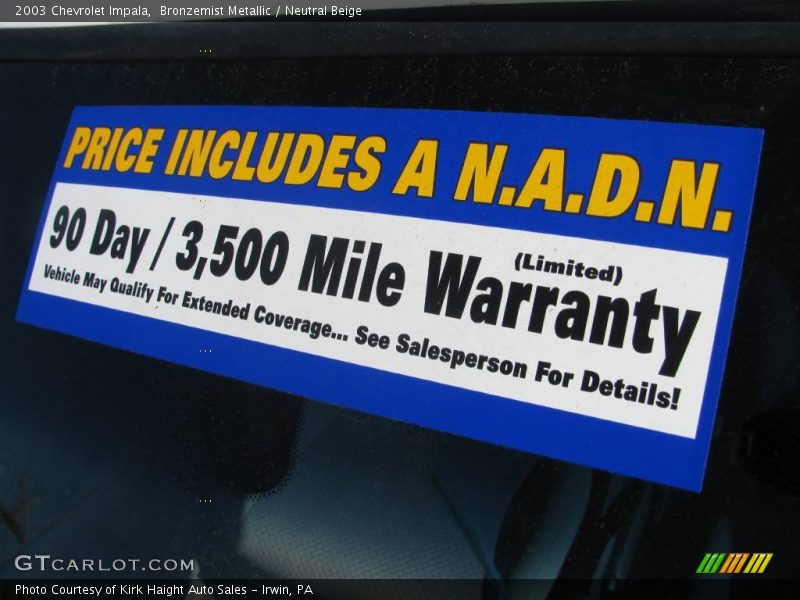 2003 Chevrolet Impala, Bronzemist Metallic / Neutral Beige
PRICE INCLUDES A N.A.D.N.
90 Day / 3,500 Mile Warranty
(Limited)
Vehicle May Qualify For Extended Coverage... See Salesperson For Details!
GTCARLOT.COM
Photo Courtesy of Kirk Haight Auto Sales - Irwin, PA